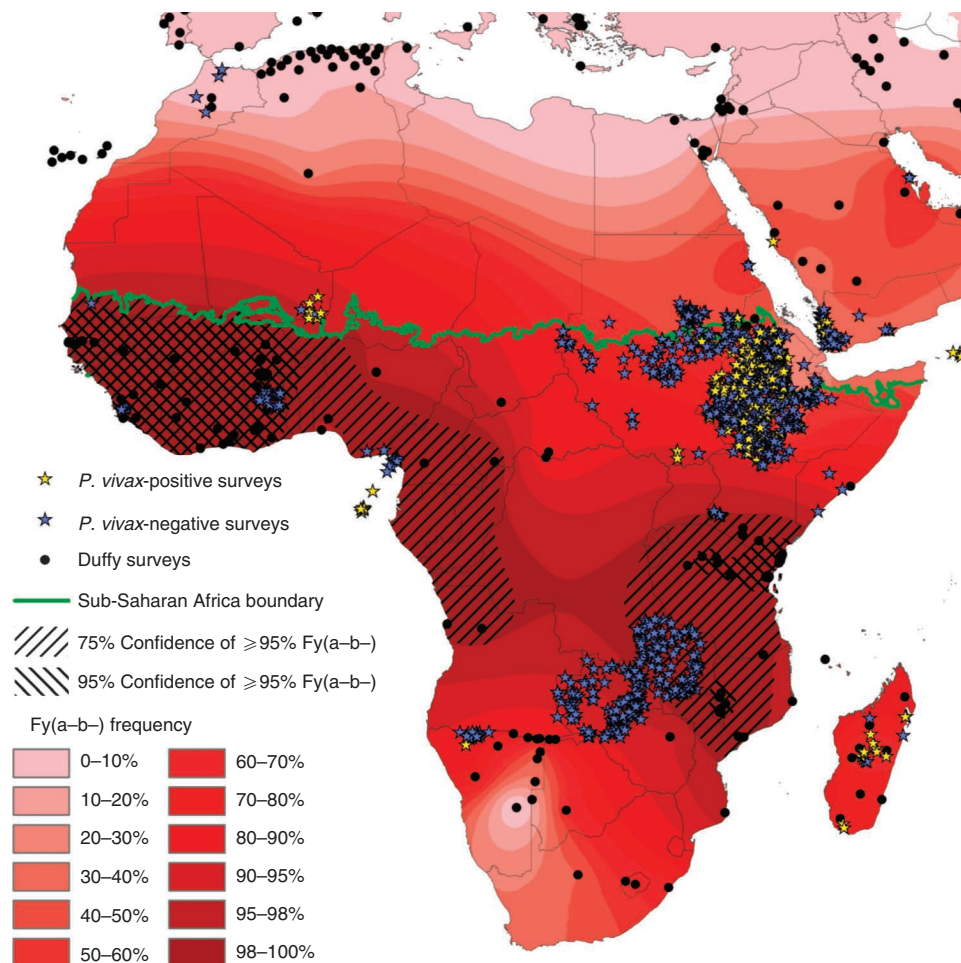 P. vivax-positive surveys
P. vivax-negative surveys
Duffy surveys
Sub-Saharan Africa boundary
75% Confidence of ⩾95% Fy(a–b–)
95% Confidence of ⩾95% Fy(a–b–)
Fy(a–b–) frequency
0–10%
10–20%
20–30%
30–40%
40–50%
50–60%
60–70%
70–80%
80–90%
90–95%
95–98%
98–100%